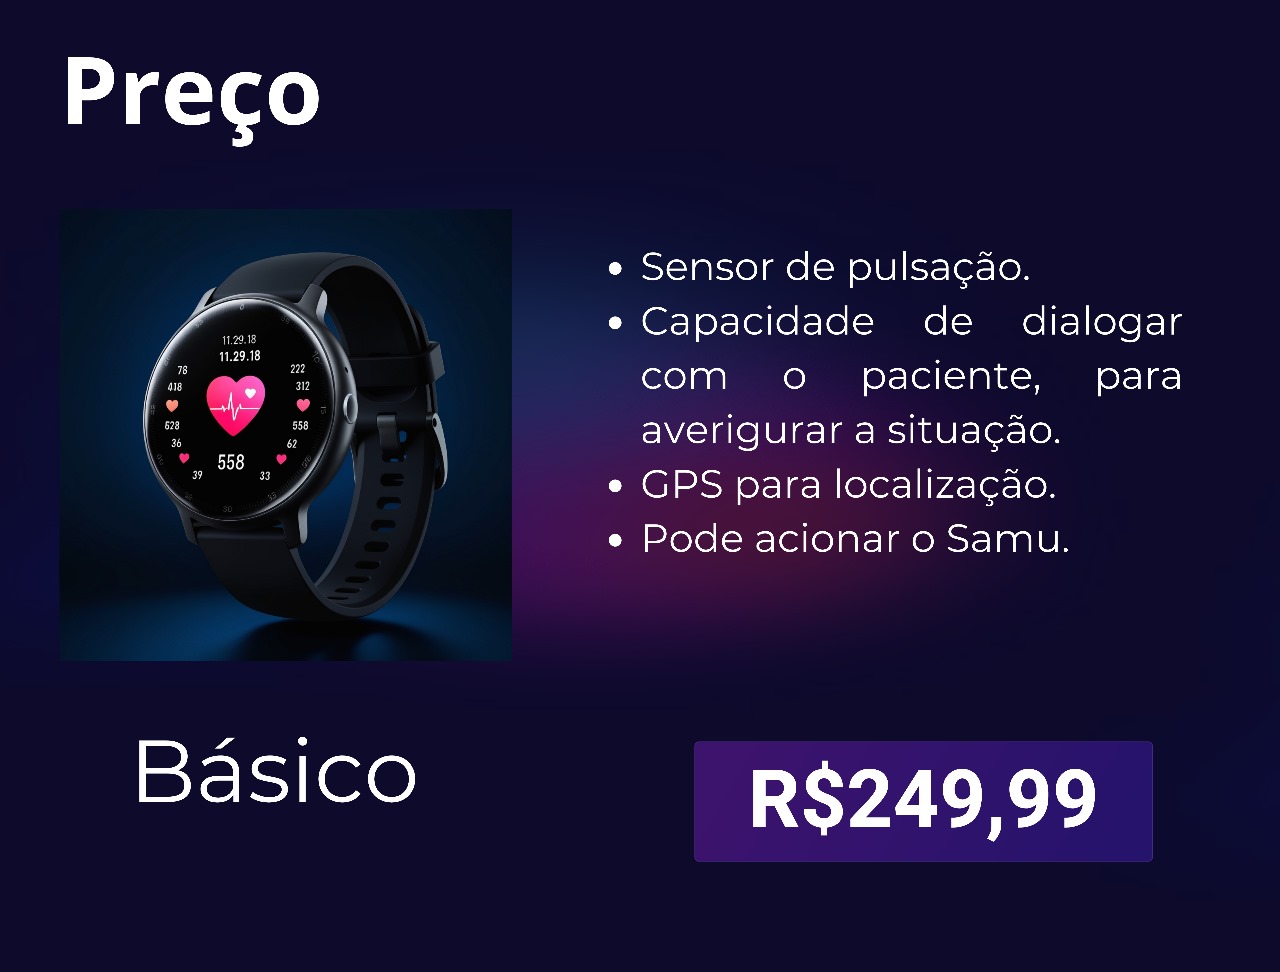 Preço
11.29.18
11.29.18
78
222
418
312
628
558
36
62
558
39
33
Sensor de pulsação.
Capacidade de dialogar
com o paciente, para
averigurar a situação.
GPS para localização.
Pode acionar o Samu.
Básico
R$249,99